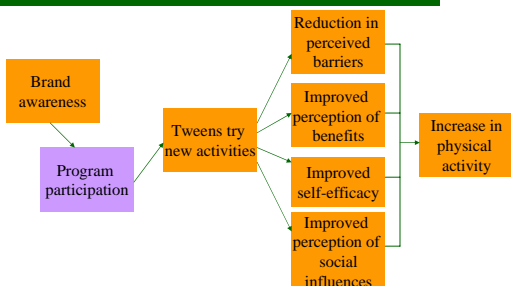 Brand
awareness
Program
participation
Tweens try
new activities
Reduction in
perceived
barriers
Improved
perception of
benefits
Improved
self-efficacy
Improved
perception of
social
influences
Increase in
physical
activity